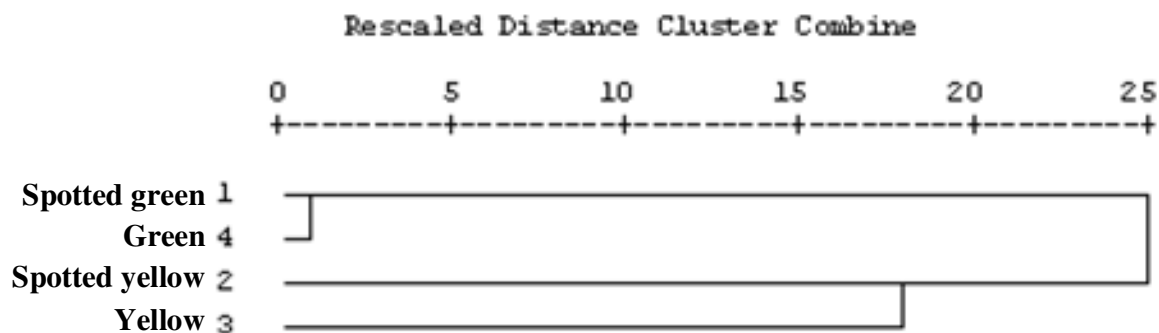 Rescaled Distance Cluster Combine
0 5 10 15 20 25
+---------+---------+---------+---------+---------+
Spotted green 1
Green 4
Spotted yellow 2
Yellow 3